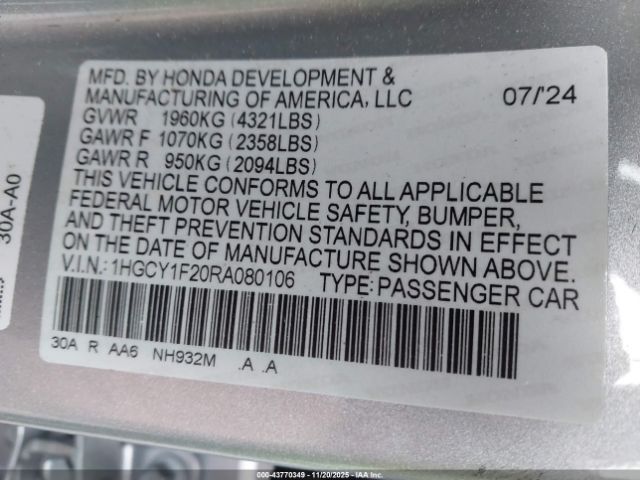 MFD. BY HONDA DEVELOPMENT &
MANUFACTURING OF AMERICA, LLC 07/'24
GVWR 1960KG (4321LBS)
GAWR F 1070KG (2358LBS)
GAWR R 950KG (2094LBS)
THIS VEHICLE CONFORMS TO ALL APPLICABLE
FEDERAL MOTOR VEHICLE SAFETY, BUMPER,
AND THEFT PREVENTION STANDARDS IN EFFECT
ON THE DATE OF MANUFACTURE SHOWN ABOVE.
V.I.N.: 1HGCY1F20RA080106 TYPE: PASSENGER CAR
30A R AA6 NH932M .A .A
30A-A0
00--43770349 | 11/20/2025 - IAA Inc.